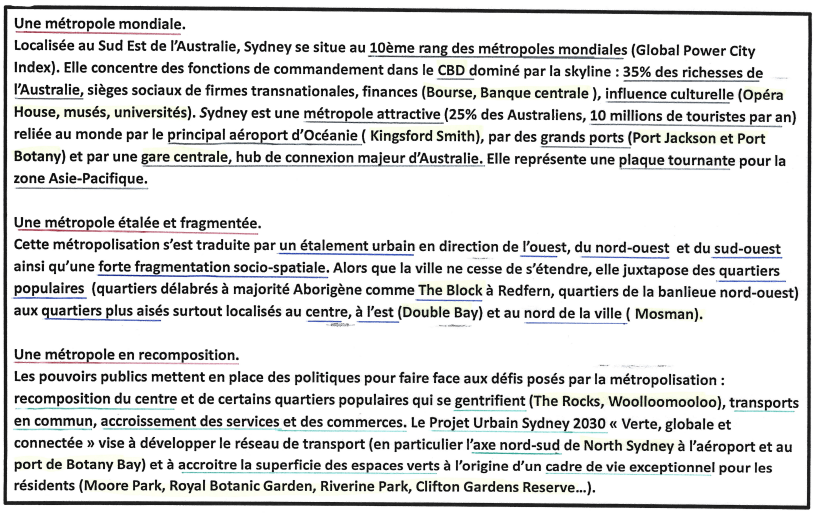 Une métropole mondiale.
Localisée au Sud Est de l'Australie, Sydney se situe au 10ème rang des métropoles mondiales (Global Power City
Index). Elle concentre des fonctions de commandement dans le CBD dominé par la skyline : 35% des richesses de
l'Australie, sièges sociaux de firmes transnationales, finances (Bourse, Banque centrale ), influence culturelle (Opéra
House, musés, universités). Sydney est une métropole attractive (25% des Australiens, 10 millions de touristes par an)
reliée au monde par le principal aéroport d'Océanie ( Kingsford Smith), par des grands ports (Port Jackson et Port
Botany) et par une gare centrale, hub de connexion majeur d'Australie. Elle représente une plaque tournante pour la
zone Asie-Pacifique.
Une métropole étalée et fragmentée.
Cette métropolisation s'est traduite par un étalement urbain en direction de l'ouest, du nord-ouest et du sud-ouest
ainsi qu'une forte fragmentation socio-spatiale. Alors que la ville ne cesse de s'étendre, elle juxtapose des quartiers
populaires (quartiers délabrés à majorité Aborigène comme The Block à Redfern, quartiers de la banlieue nord-ouest)
aux quartiers plus aisés surtout localisés au centre, à l'est (Double Bay) et au nord de la ville ( Mosman).
Une métropole en recomposition.
Les pouvoirs publics mettent en place des politiques pour faire face aux défis posés par la métropolisation :
recomposition du centre et de certains quartiers populaires qui se gentrifient (The Rocks, Woolloomooloo), transports
en commun, accroissement des services et des commerces. Le Projet Urbain Sydney 2030 « Verte, globale et
connectée » vise à développer le réseau de transport (en particulier l'axe nord-sud de North Sydney à l'aéroport et au
port de Botany Bay) et à accroitre la superficie des espaces verts à l'origine d'un cadre de vie exceptionnel pour les
résidents (Moore Park, Royal Botanic Garden, Riverine Park, Clifton Gardens Reserve...).